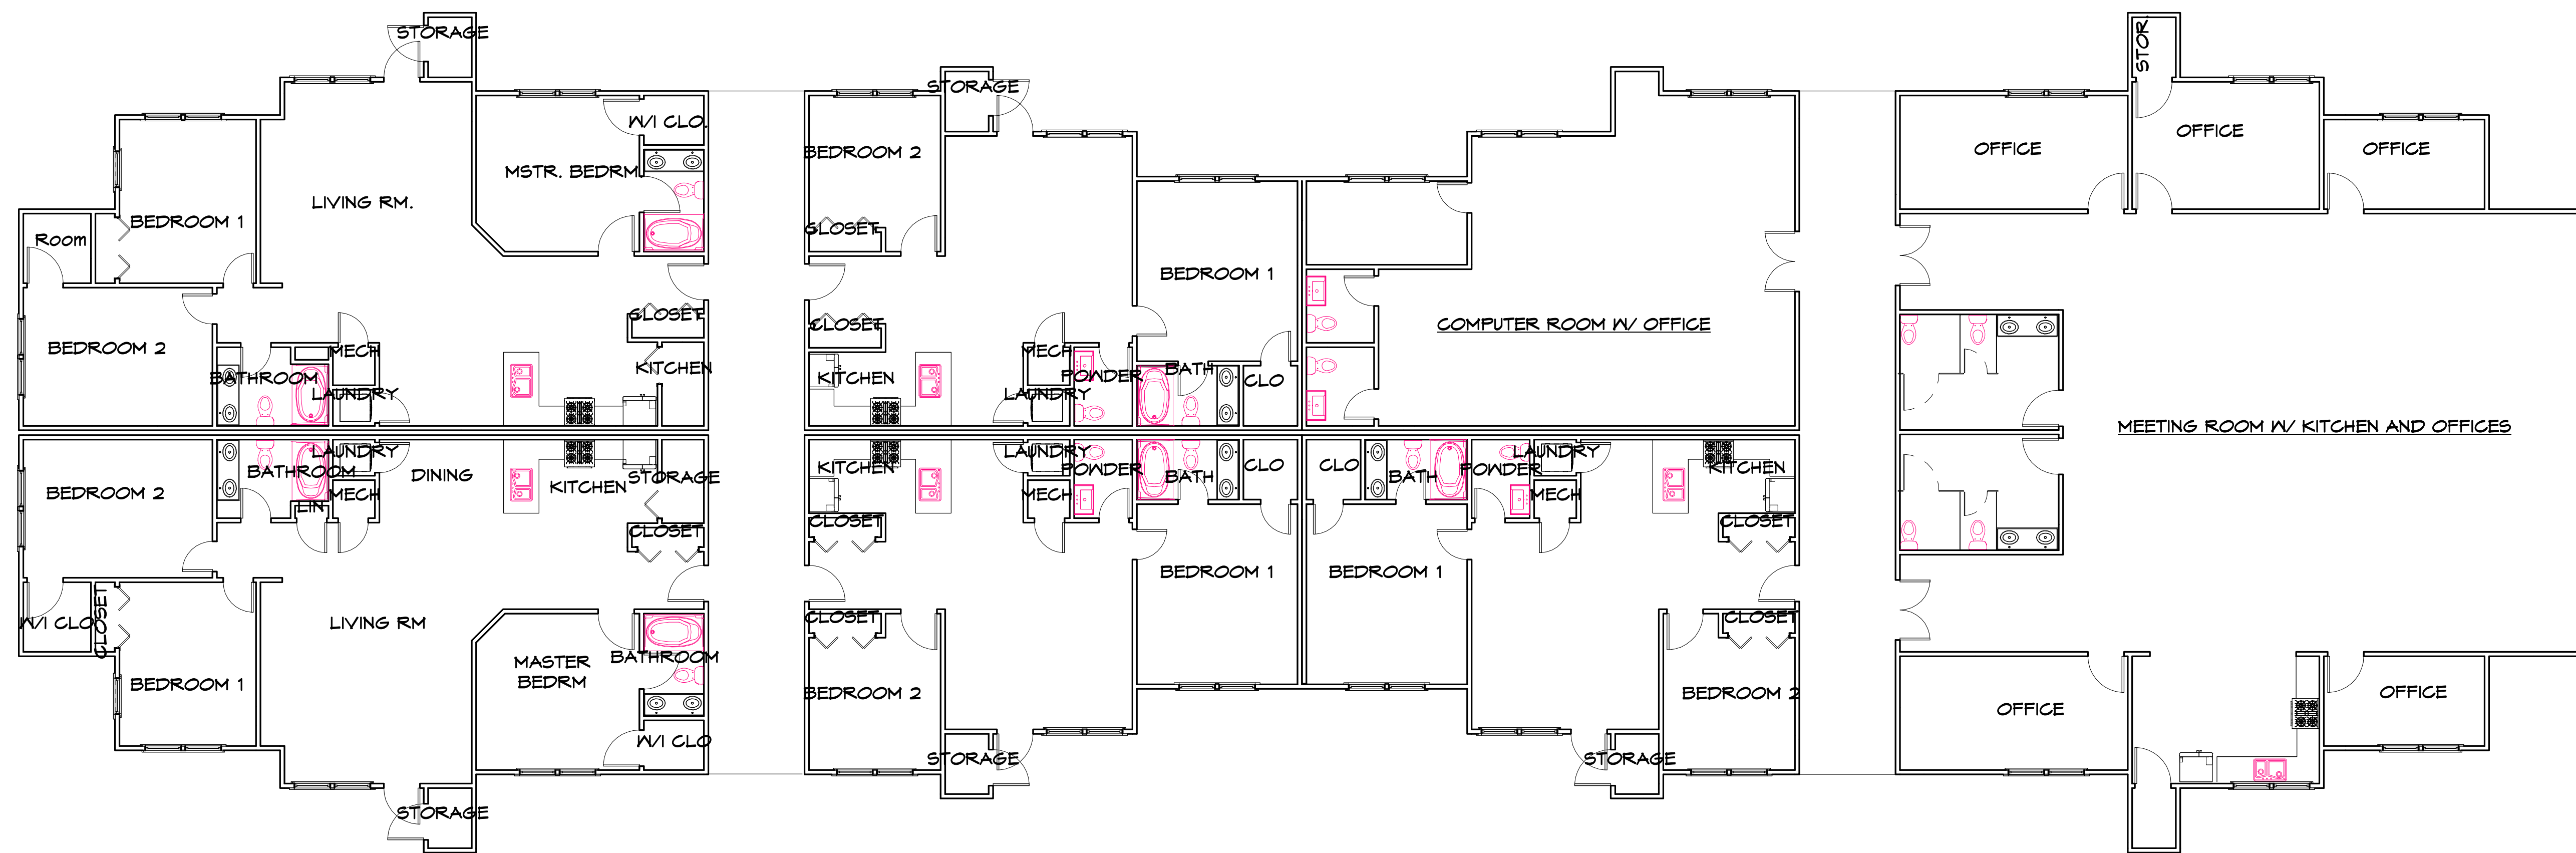 STORAGE
W/I CLO.
MSTR. BEDRM.
LIVING RM.
BEDROOM 1
Room
BEDROOM 2
CLOSET
MECH
KITCHEN
BATHROOM
LAUNDRY
STORAGE
BEDROOM 2
CLOSET
BEDROOM 1
CLOSET
MECH
KITCHEN
POWDER
BATH
CLO
LAUNDRY
COMPUTER ROOM W/ OFFICE
STOR.
OFFICE
OFFICE
OFFICE
MEETING ROOM W/ KITCHEN AND OFFICES
LAUNDRY
BATHROOM
DINING
STORAGE
KITCHEN
BEDROOM 2
MECH
LIN
CLOSET
W/I CLO
CLOSET
LIVING RM
MASTER
BEDRM
BATHROOM
BEDROOM 1
W/I CLO
STORAGE
KITCHEN
LAUNDRY
POWDER
BATH
CLO
MECH
CLOSET
BEDROOM 1
CLOSET
BEDROOM 2
STORAGE
CLO
BATH
POWDER
LAUNDRY
KITCHEN
MECH
CLOSET
BEDROOM 1
CLOSET
BEDROOM 2
STORAGE
OFFICE
OFFICE